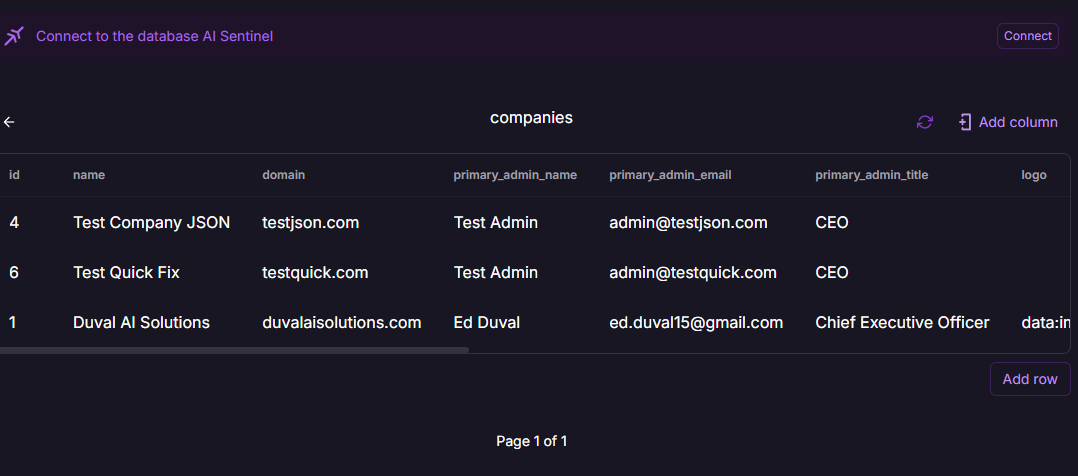 Connect to the database AI Sentinel Connect
companies
Add column
id name domain primary_admin_name primary_admin_email primary_admin_title logo
4 Test Company JSON testjson.com Test Admin admin@testjson.com CEO
6 Test Quick Fix testquick.com Test Admin admin@testquick.com CEO
1 Duval AI Solutions duvalaisolutions.com Ed Duval ed.duval15@gmail.com Chief Executive Officer data:in
Add row
Page 1 of 1